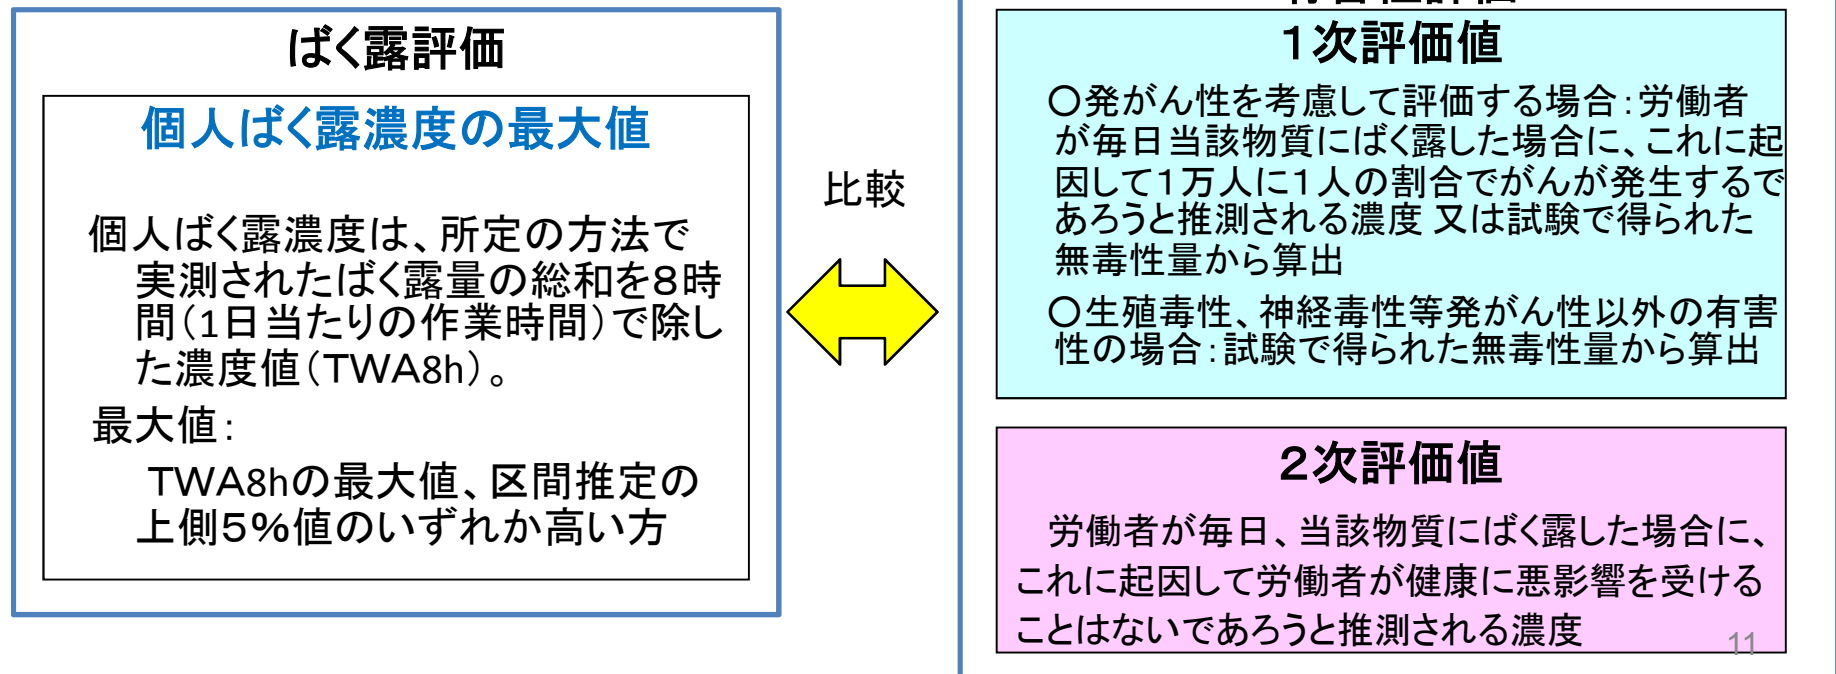 ばく露評価
個人ばく露濃度の最大値
個人ばく露濃度は、所定の方法で
実測されたばく露量の総和を８時
間（1日当たりの作業時間）で除し
た濃度値（TWA8h）。
最大値：
TWA8hの最大値、区間推定の
上側５％値のいずれか高い方
比較
１次評価値
○発がん性を考慮して評価する場合：労働者
が毎日当該物質にばく露した場合に、これに起
因して１万人に１人の割合でがんが発生するで
あろうと推測される濃度 又は試験で得られた
無毒性量から算出
○生殖毒性、神経毒性等発がん性以外の有害
性の場合：試験で得られた無毒性量から算出
２次評価値
労働者が毎日、当該物質にばく露した場合に、
これに起因して労働者が健康に悪影響を受ける
ことはないであろうと推測される濃度
11